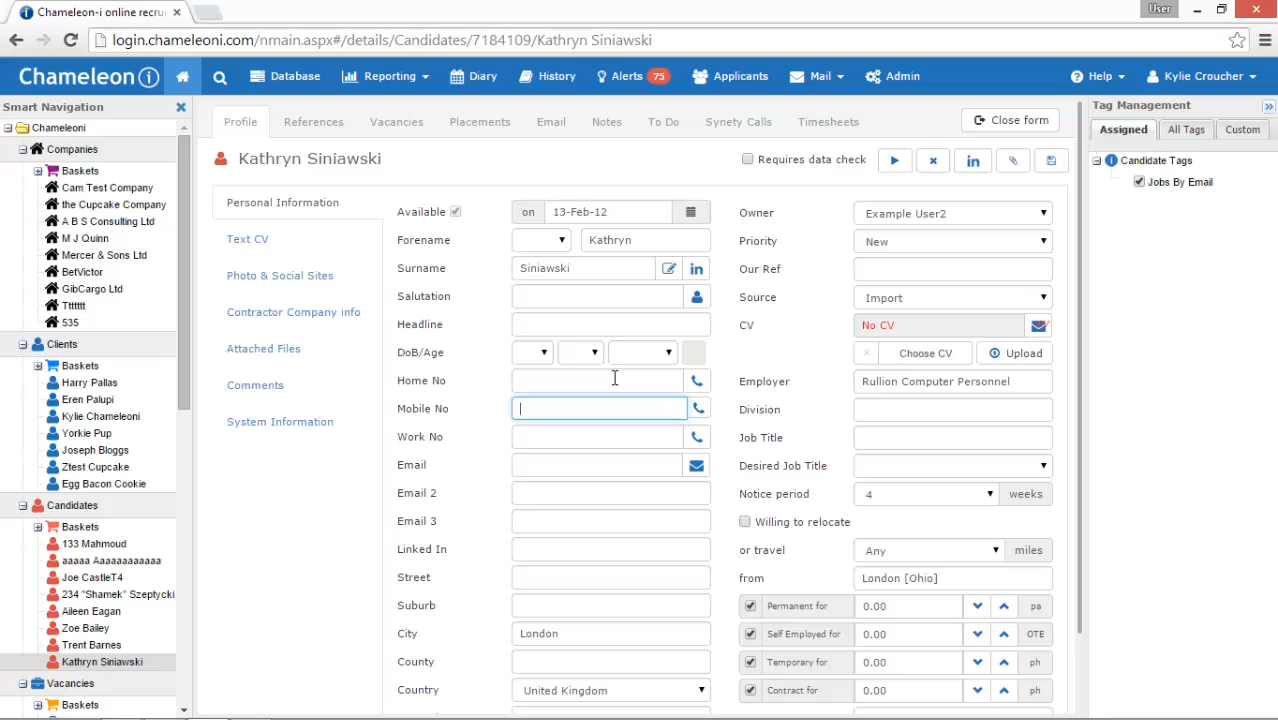 Chameleon-i online recru
User
login.chameleoni.com/nmain.aspx#/details/Candidates/7184109/Kathryn Siniawski
Chameleon i
Database
Reporting
Diary
History
Alerts 75
Applicants
Mail
Admin
Help
Kylie Croucher
Smart Navigation
Chameleoni
Companies
Baskets
Cam Test Company
the Cupcake Company
A B S Consulting Ltd
M J Quinn
Mercer & Sons Ltd
BetVictor
GibCargo Ltd
Ttttttt
535
Clients
Baskets
Harry Pallas
Eren Palupi
Kylie Chameleoni
Yorkie Pup
Joseph Bloggs
Ztest Cupcake
Egg Bacon Cookie
Candidates
Baskets
133 Mahmoud
Joe CastleT4
234 "Shamek" Szeptycki
Aileen Eagan
Zoe Bailey
Trent Barnes
Kathryn Siniawski
Vacancies
Baskets
Profile
References
Vacancies
Placements
Email
Notes
To Do
Synety Calls
Timesheets
Close form
Kathryn Siniawski
Requires data check
in
Personal Information
Text CV
Photo & Social Sites
Contractor Company info
Attached Files
Comments
System Information
Available on 13-Feb-12
Forename Kathryn
Surname Siniawski in
Salutation
Headline
DoB/Age
Home No
Mobile No
Work No
Email
Email 2
Email 3
Linked In
Street
Suburb
City London
County
Country United Kingdom
Owner Example User2
Priority New
Our Ref
Source Import
CV No CV
Choose CV Upload
Employer Rullion Computer Personnel
Division
Job Title
Desired Job Title
Notice period 4 weeks
Willing to relocate
or travel Any miles
from London [Ohio]
Permanent for 0.00 pa
Self Employed for 0.00 OTE
Temporary for 0.00 ph
Contract for 0.00 ph
Tag Management
Assigned
All Tags
Custom
Candidate Tags
Jobs By Email